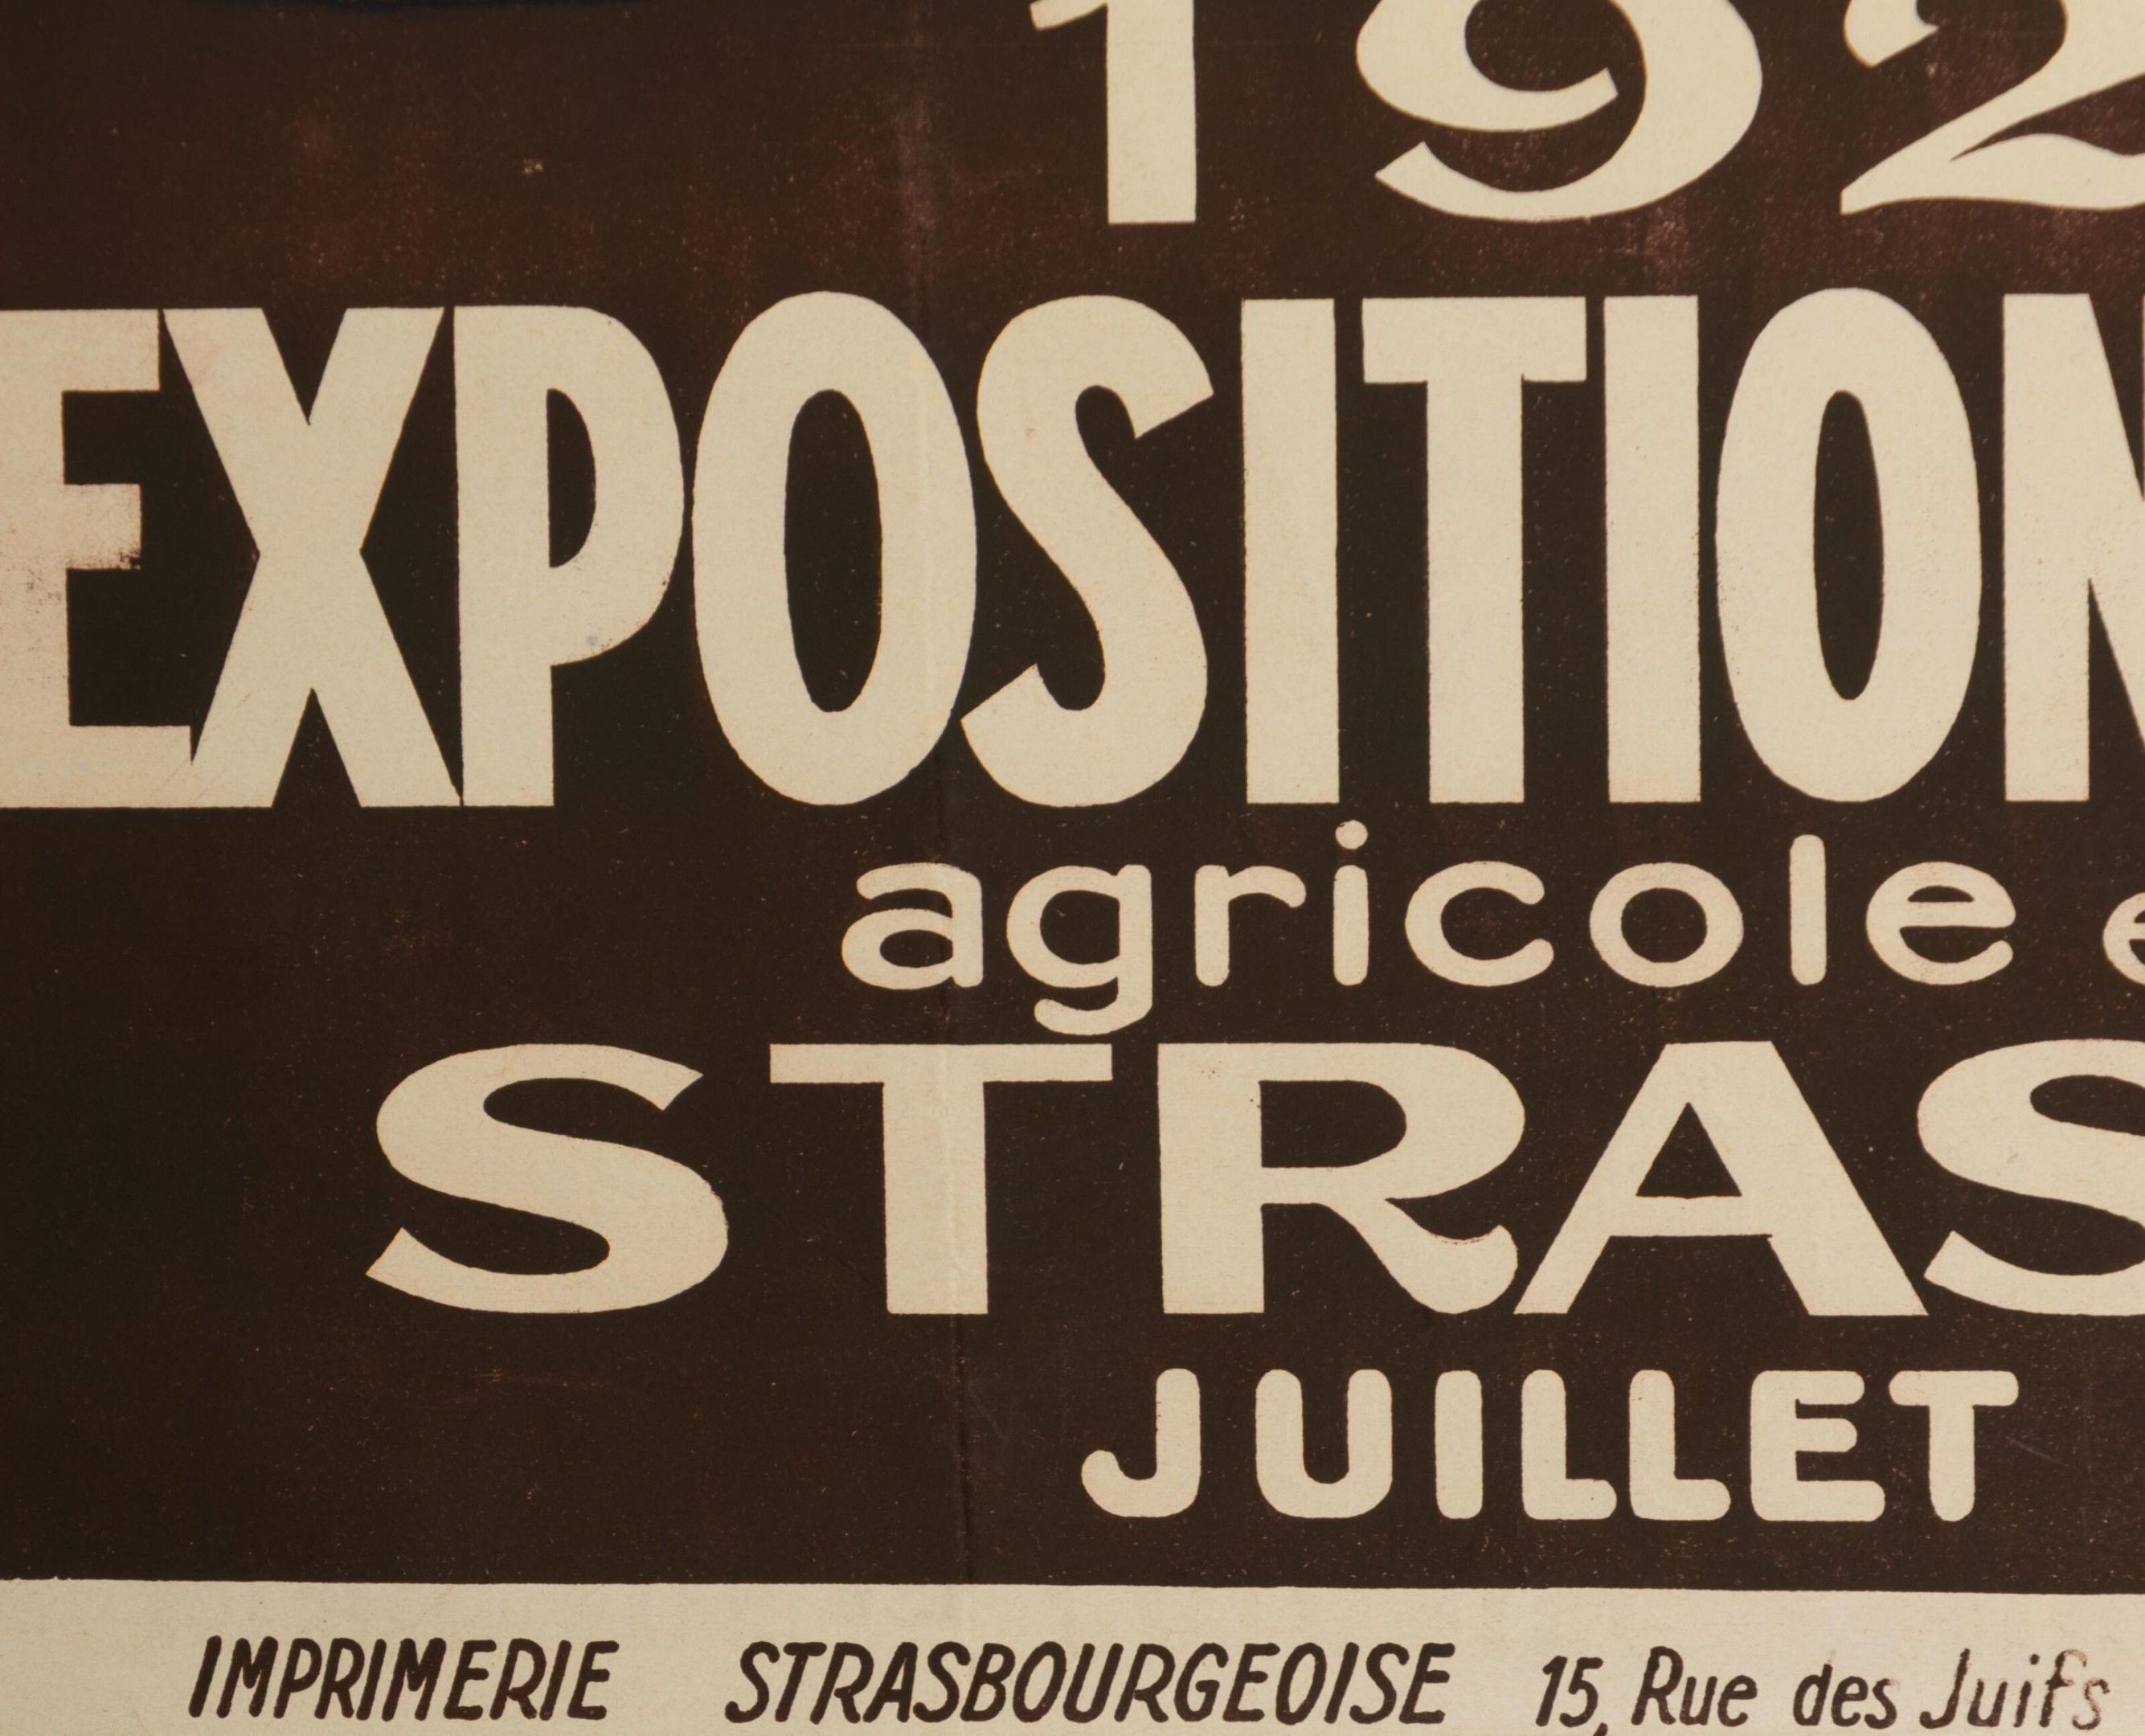 192
EXPOSITION
agricole e
STRAS
JUILLET
IMPRIMERIE STRASBOURGEOISE 15, Rue des Juifs